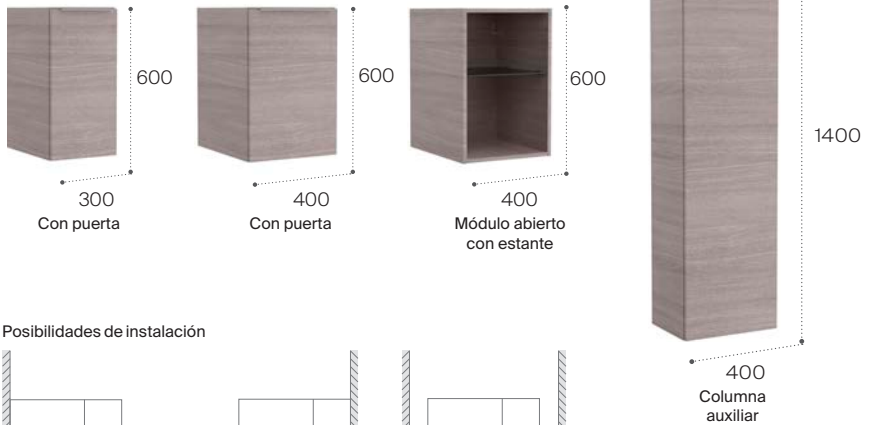 600
600
600
1400
300
400
400
Con puerta
Con puerta
Módulo abierto
con estante
Posibilidades de instalación
400
Columna
auxiliar